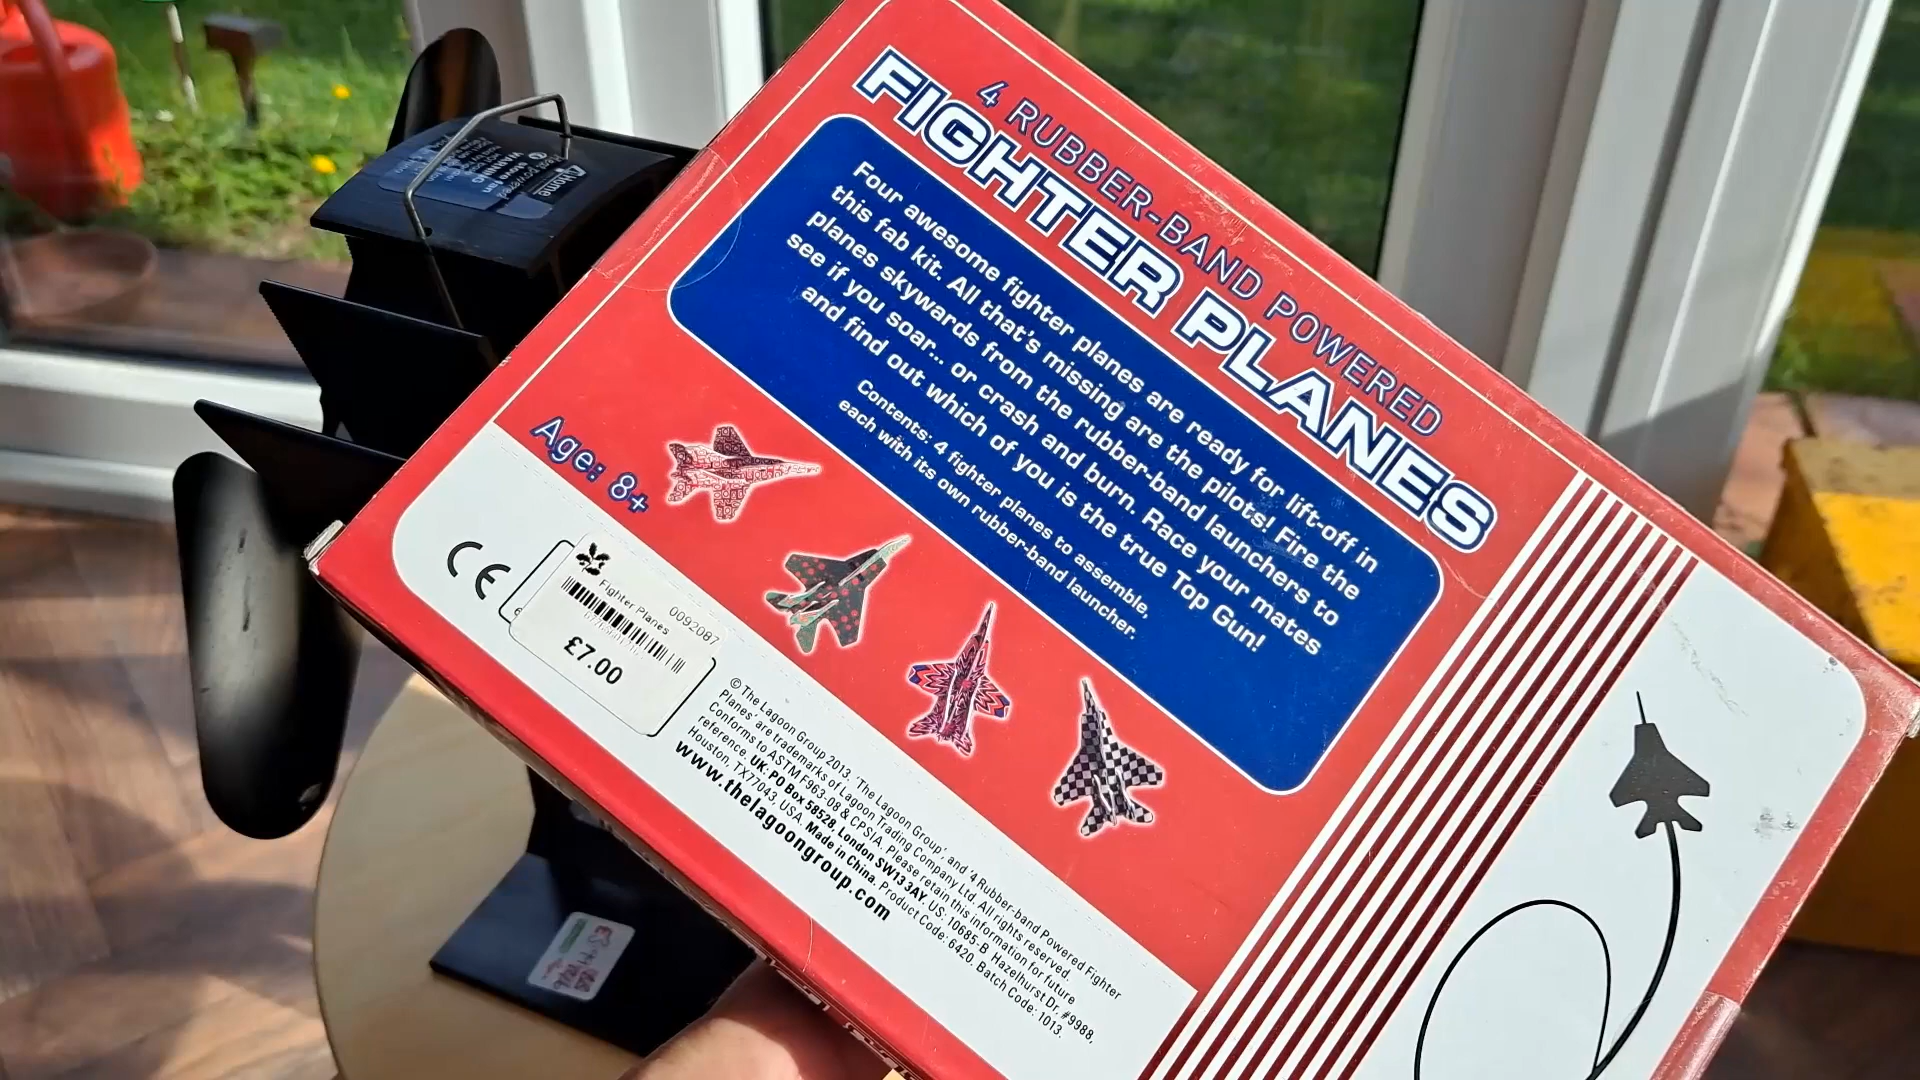 4 RUBBER-BAND POWERED
FIGHTER PLANES
Four awesome fighter planes are ready for lift-off in
this fab kit. All that's missing are the pilots! Fire the
planes skywards from the rubber-band launchers to
see if you soar... or crash and burn. Race your mates
and find out which of you is the true Top Gun!
Contents: 4 fighter planes to assemble,
each with its own rubber-band launcher.
Age: 8+
CE
Fighter Planes
0092087
£7.00
© The Lagoon Group 2013. 'The Lagoon Group', and '4 Rubber-band Powered Fighter
Planes' are trademarks of Lagoon Trading Company Ltd. All rights reserved.
Conforms to ASTM F963-08 & CPSIA. Please retain this information for future
reference. UK: PO Box 58528, London SW13 3AY. US: 10685-B Hazelhurst Dr, #9988,
Houston, TX77043, USA. Made in China. Product Code: 6420. Batch Code: 1013.
www.thelagoongroup.com
home
WARNING